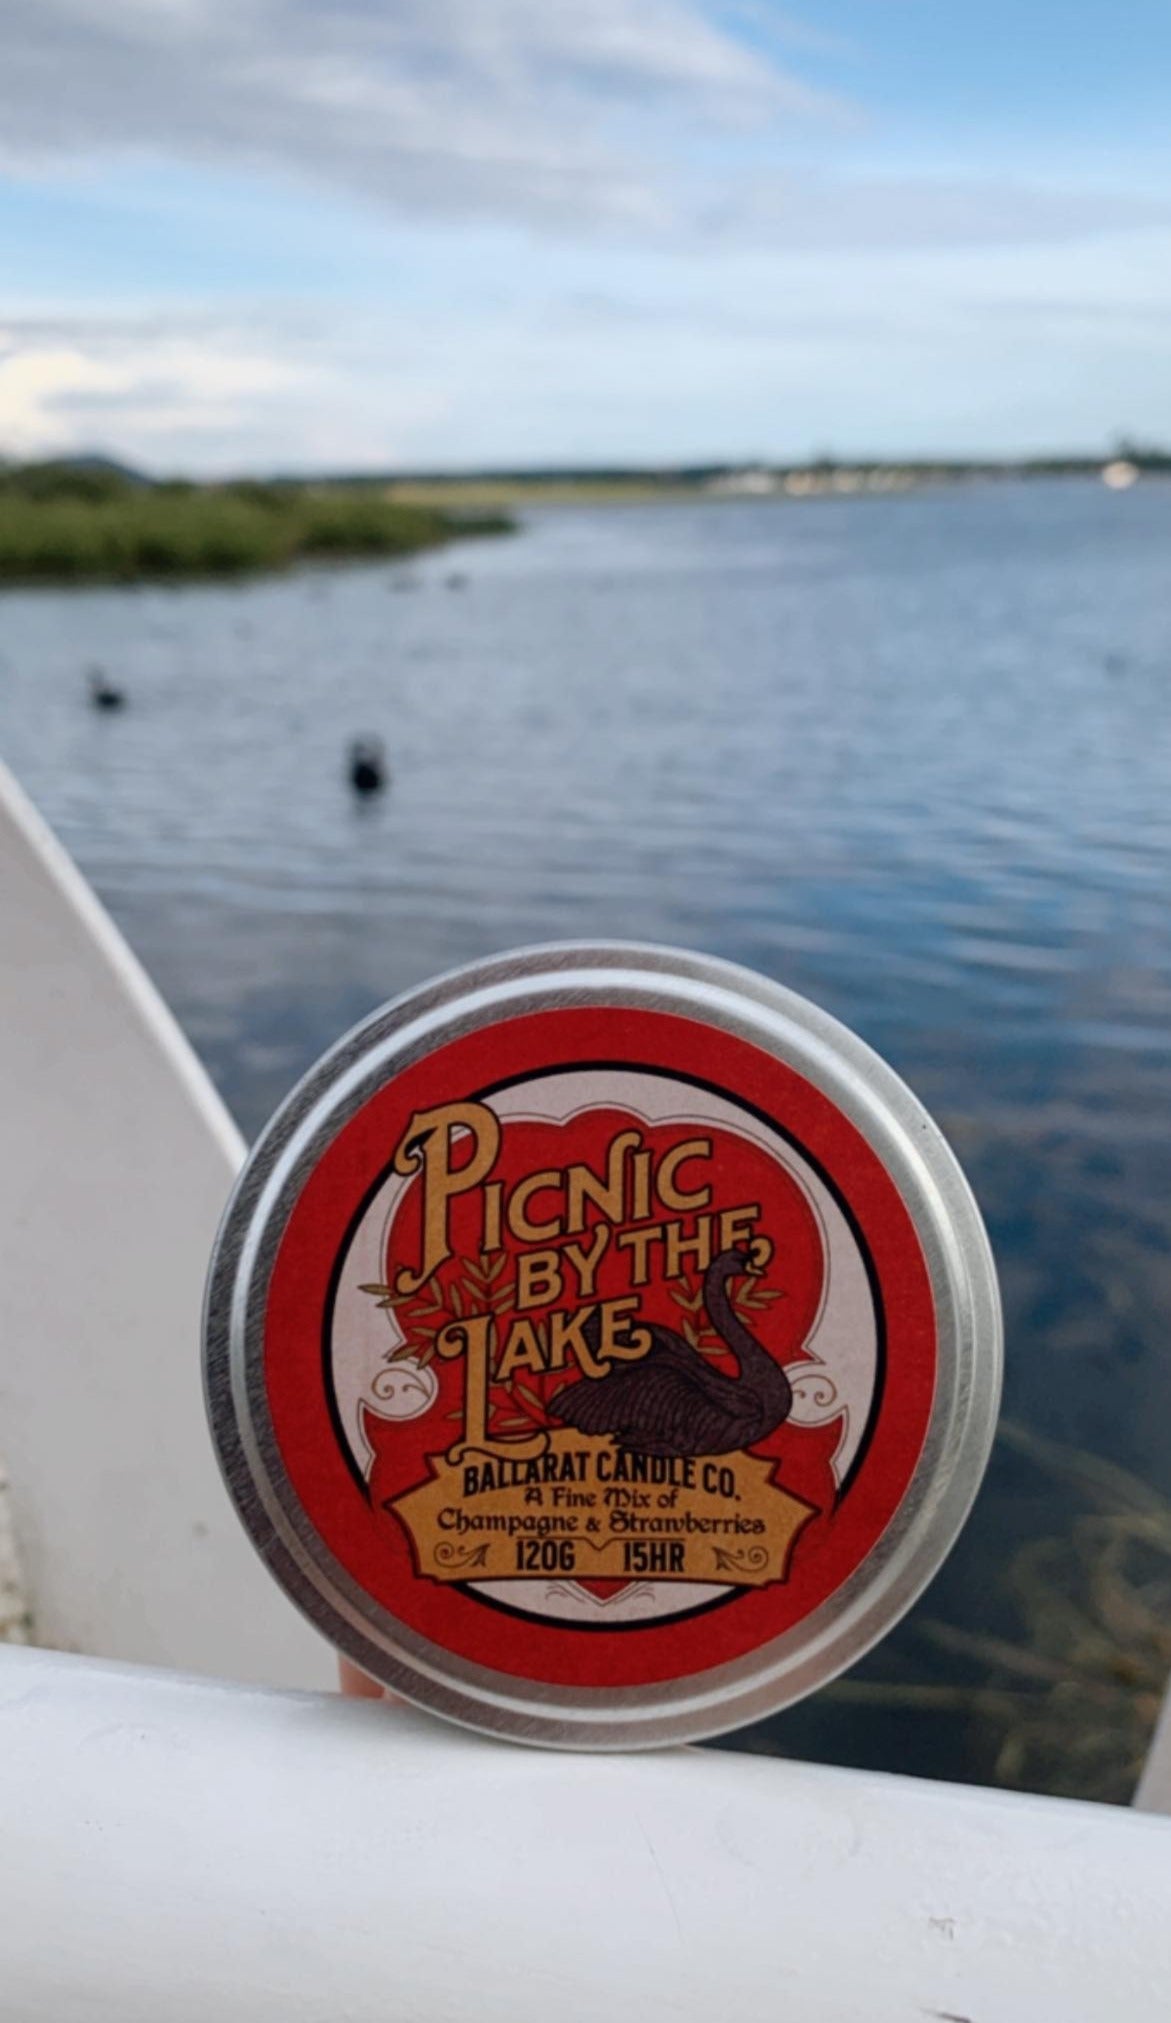 PICNIC
BY THE
LAKE
BALLARAT CANDLE CO.
A Fine Mix of
Champagne & Strawberries
120G 15HR